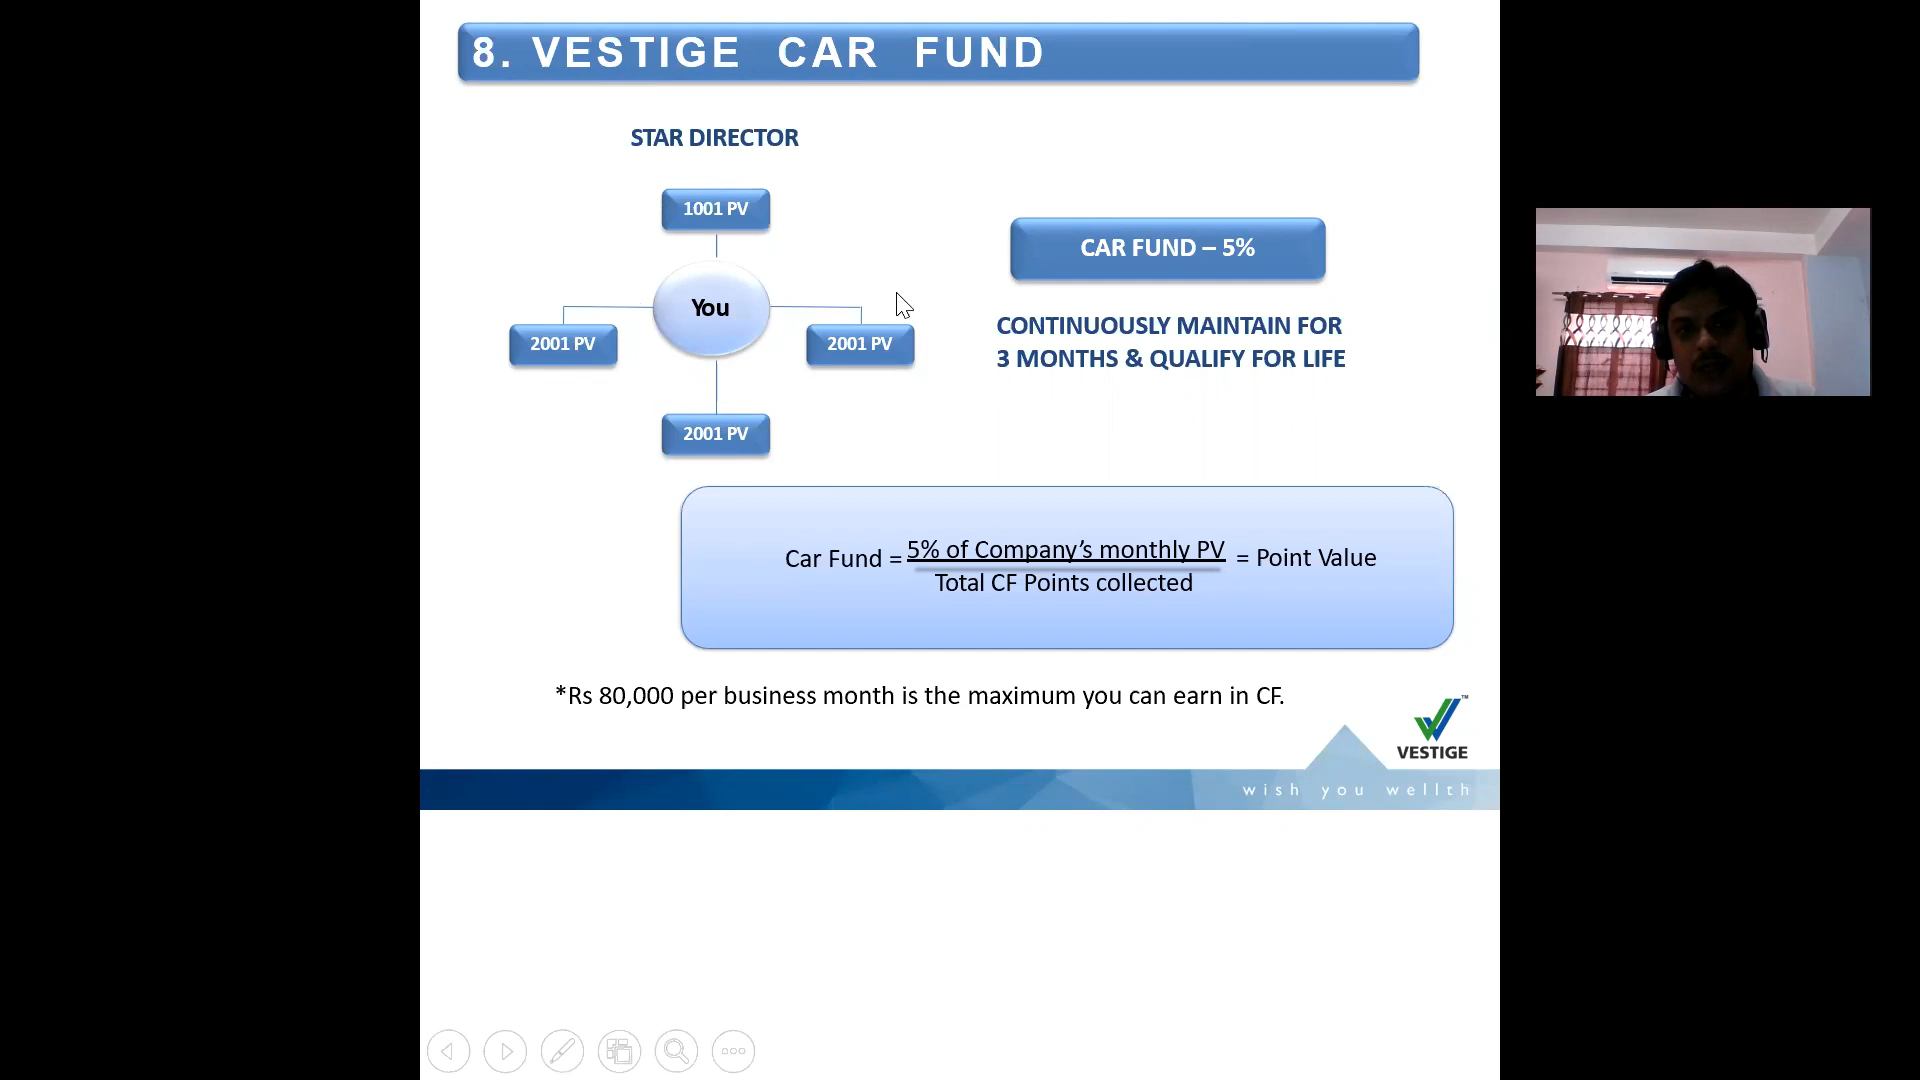 8. VESTIGE CAR FUND
STAR DIRECTOR
1001 PV
You
2001 PV
2001 PV
2001 PV
CAR FUND – 5%
CONTINUOUSLY MAINTAIN FOR
3 MONTHS & QUALIFY FOR LIFE
Car Fund = 5% of Company’s monthly PV = Point Value
Total CF Points collected
*Rs 80,000 per business month is the maximum you can earn in CF.
VESTIGE™
wish you wellth